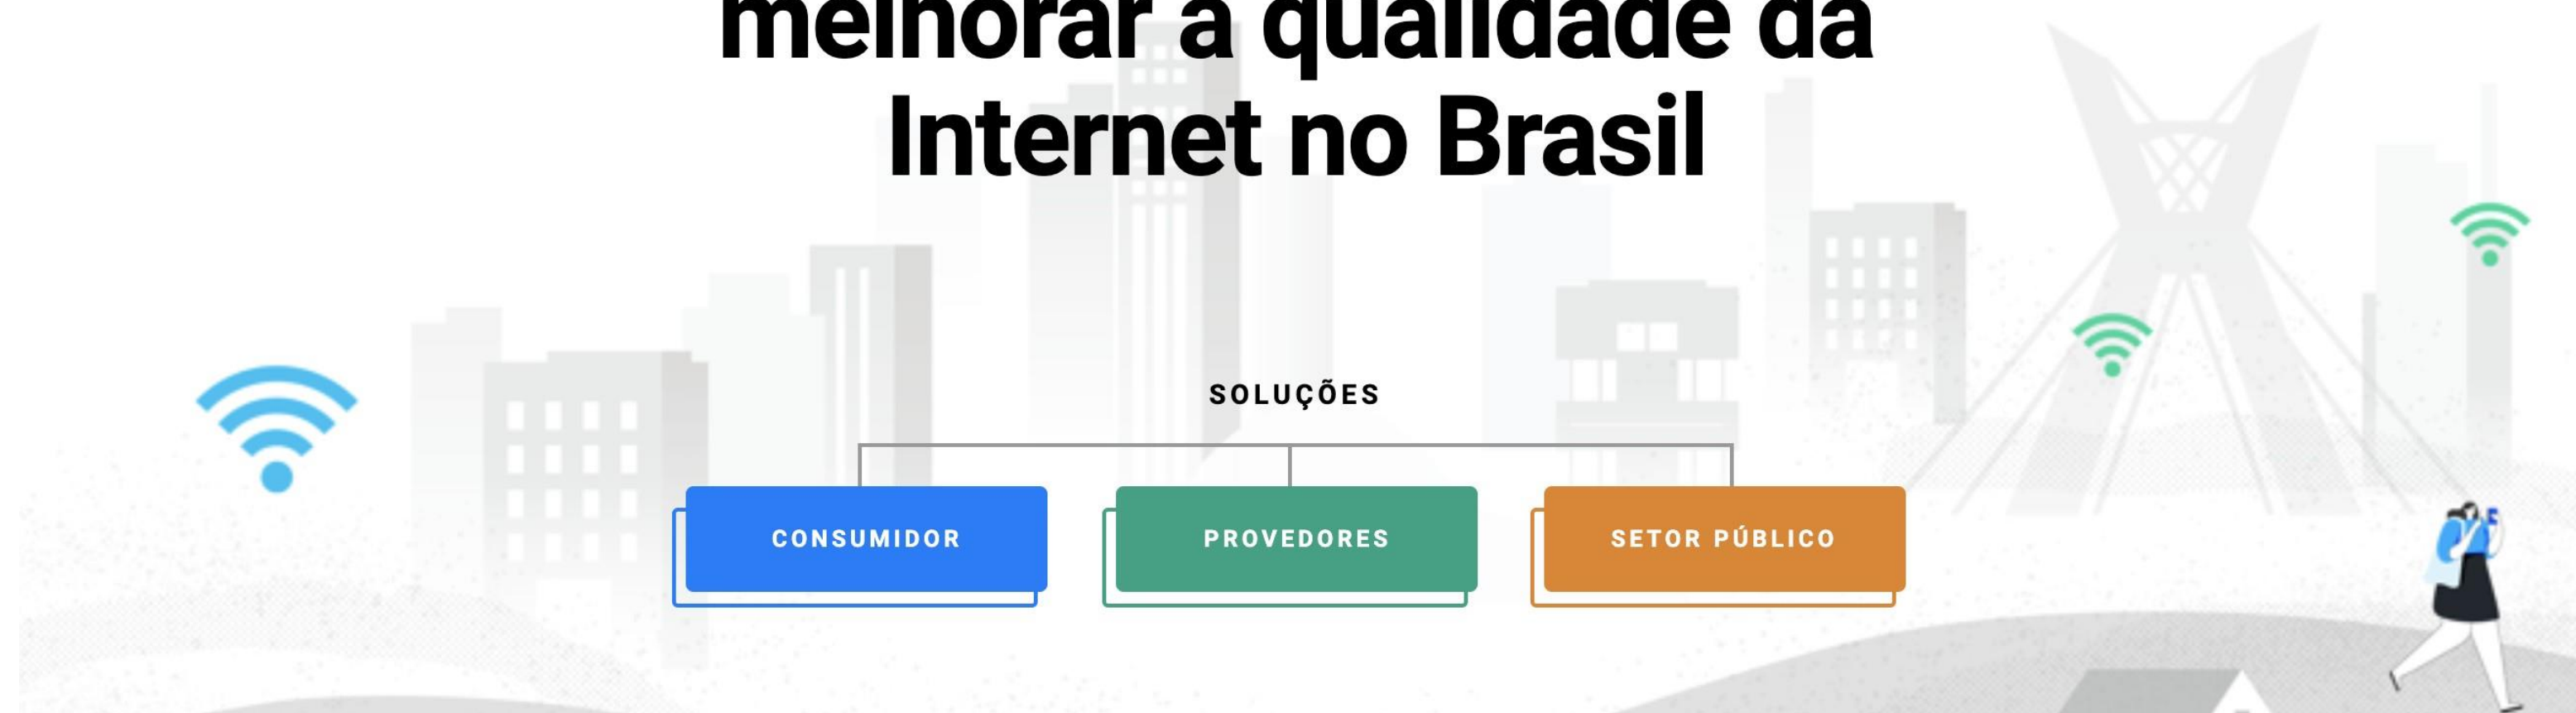 melhorar a qualidade da
Internet no Brasil
SOLUÇÕES
CONSUMIDOR
PROVEDORES
SETOR PÚBLICO